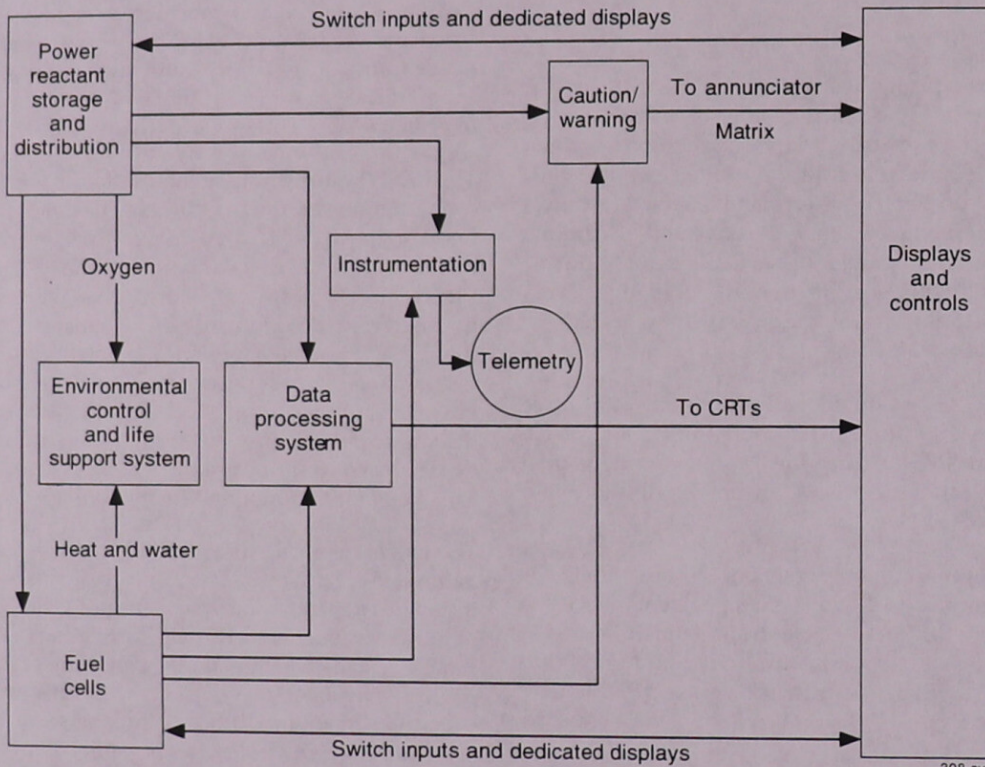 Switch inputs and dedicated displays
Power
reactant
storage
and
distribution
Caution/
warning
To annunciator
Matrix
Oxygen
Instrumentation
Displays
and
controls
Telemetry
Environmental
control
and life
support system
Data
processing
system
To CRTs
Heat and water
Fuel
cells
Switch inputs and dedicated displays